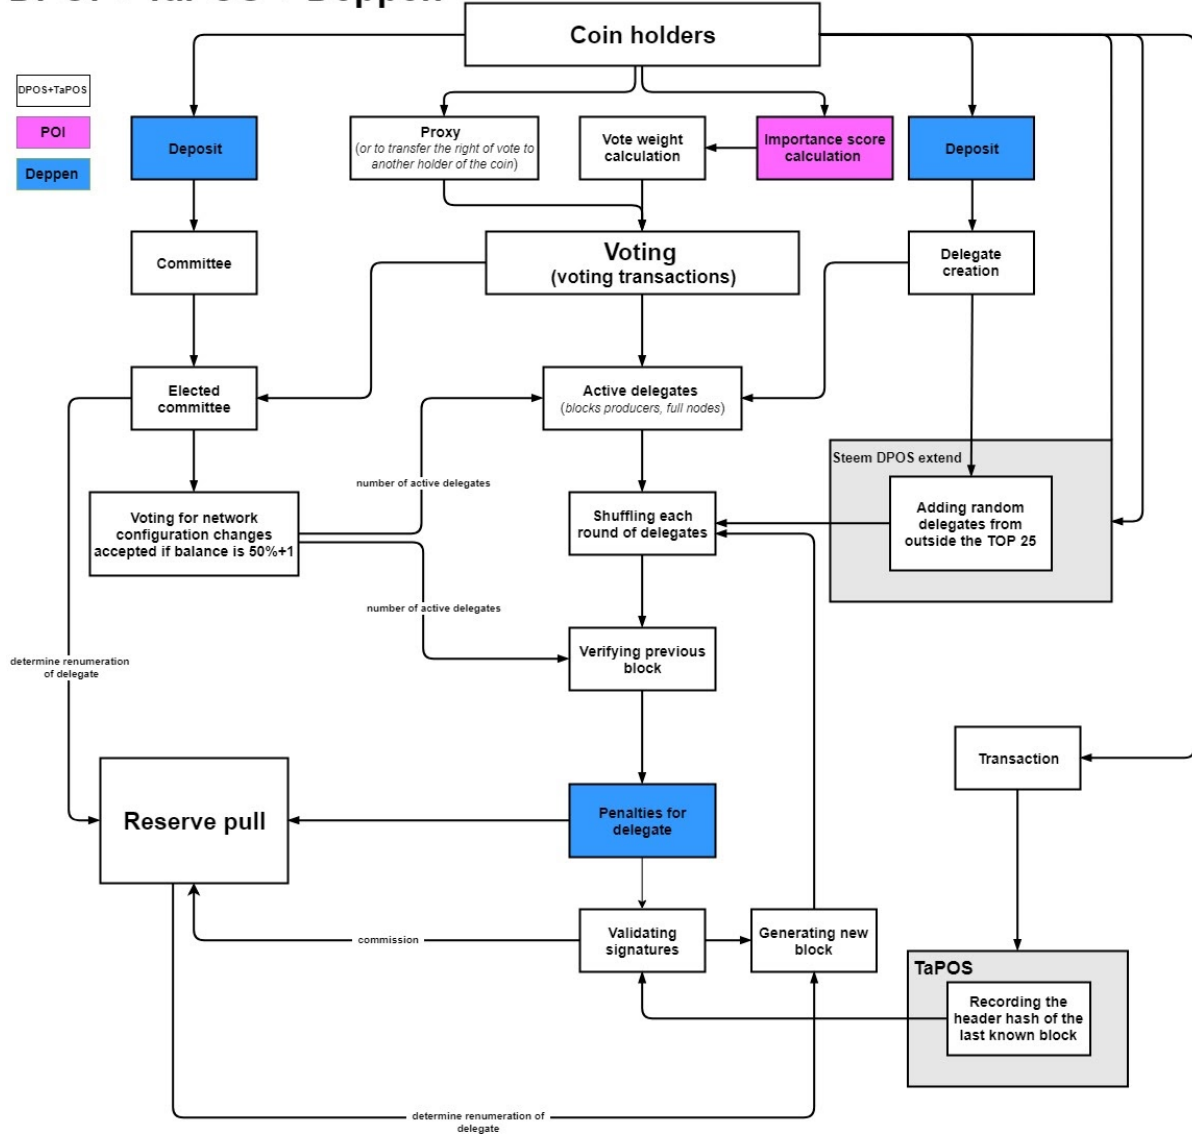 Coin holders
DPOS+TaPOS
POI
Deppen
Deposit
Proxy
(or to transfer the right of vote to
another holder of the coin)
Vote weight
calculation
Importance score
calculation
Deposit
Committee
Voting
(voting transactions)
Delegate
creation
Elected
committee
Active delegates
(blocks producers, full nodes)
Steem DPOS extend
number of active delegates
Voting for network
configuration changes
accepted if balance is 50%+1
Shuffling each
round of delegates
Adding random
delegates from
outside the TOP 25
number of active delegates
Verifying previous
block
determine renumeration
of delegate
Transaction
Reserve pull
Penalties for
delegate
commission
Validating
signatures
Generating new
block
TaPOS
Recording the
header hash of the
last known block
determine renumeration of
delegate